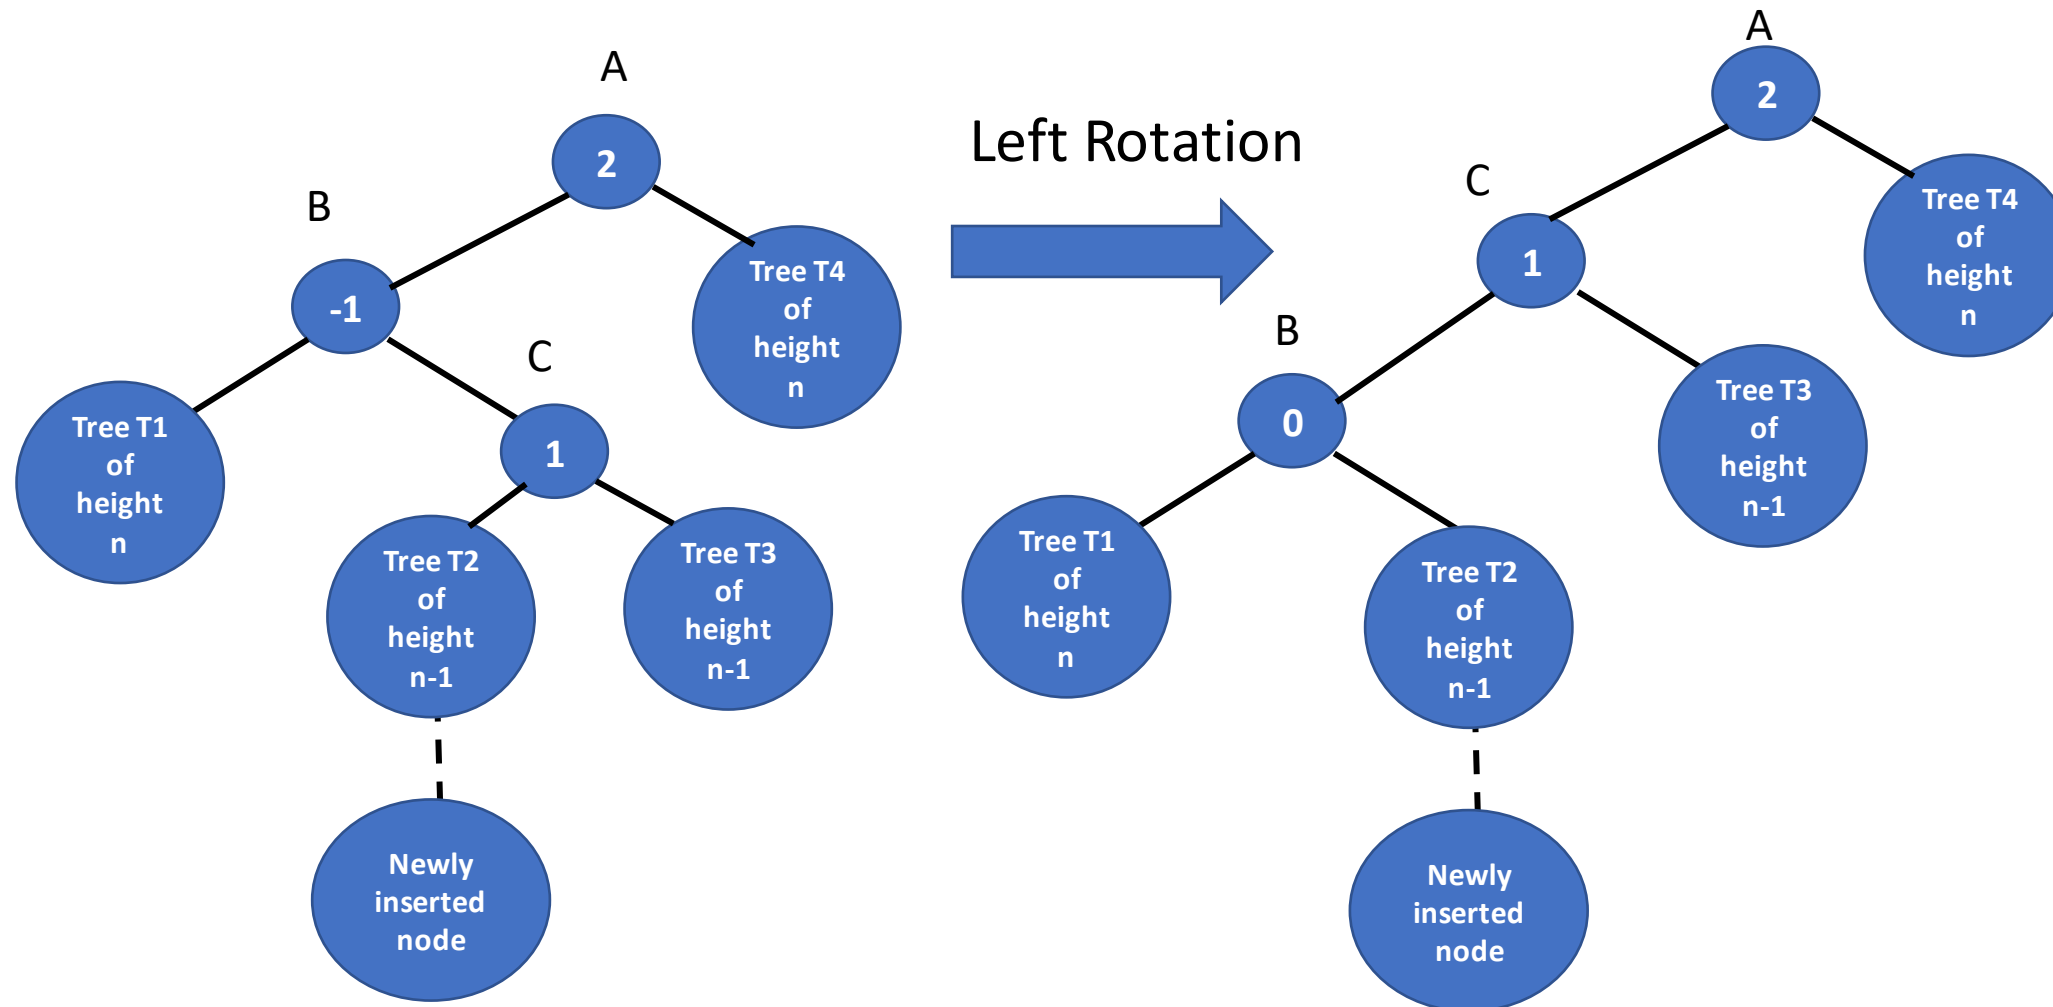 A
2
B
-1
Tree T4
of
height
n
C
1
Tree T1
of
height
n
Tree T2
of
height
n-1
Tree T3
of
height
n-1
Newly
inserted
node
Left Rotation
A
2
C
1
Tree T4
of
height
n
B
0
Tree T3
of
height
n-1
Tree T1
of
height
n
Tree T2
of
height
n-1
Newly
inserted
node